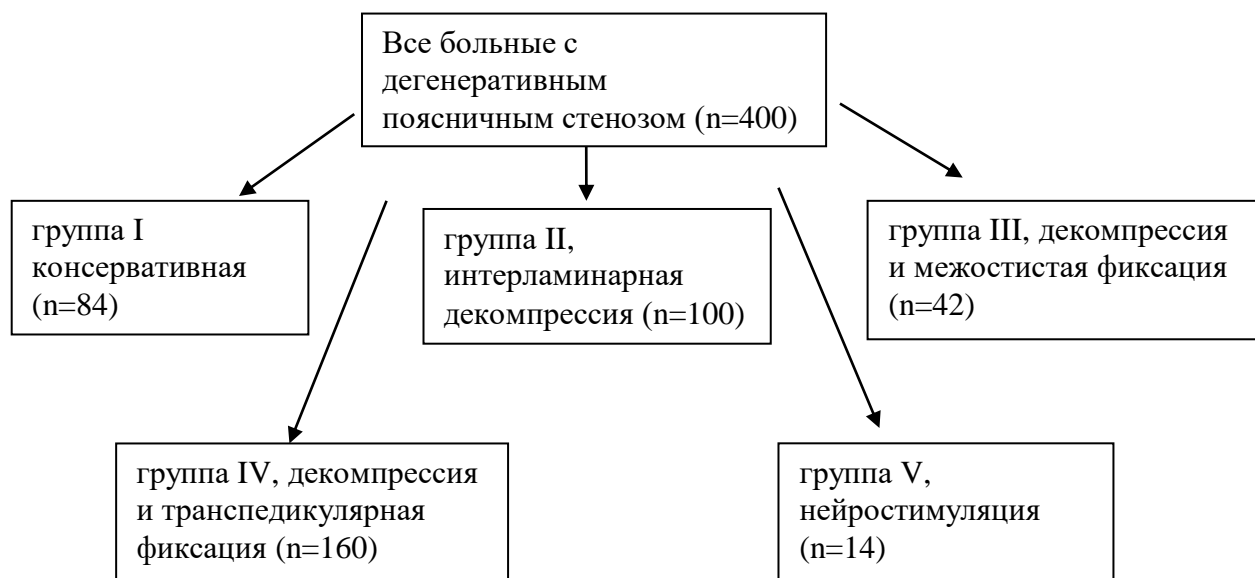 Все больные с
дегенеративным
поясничным стенозом (n=400)
группа I
консервативная
(n=84)
группа II,
интерламинарная
декомпрессия (n=100)
группа III, декомпрессия
и межостистая фиксация
(n=42)
группа IV, декомпрессия
и транспедикулярная
фиксация (n=160)
группа V,
нейростимуляция
(n=14)